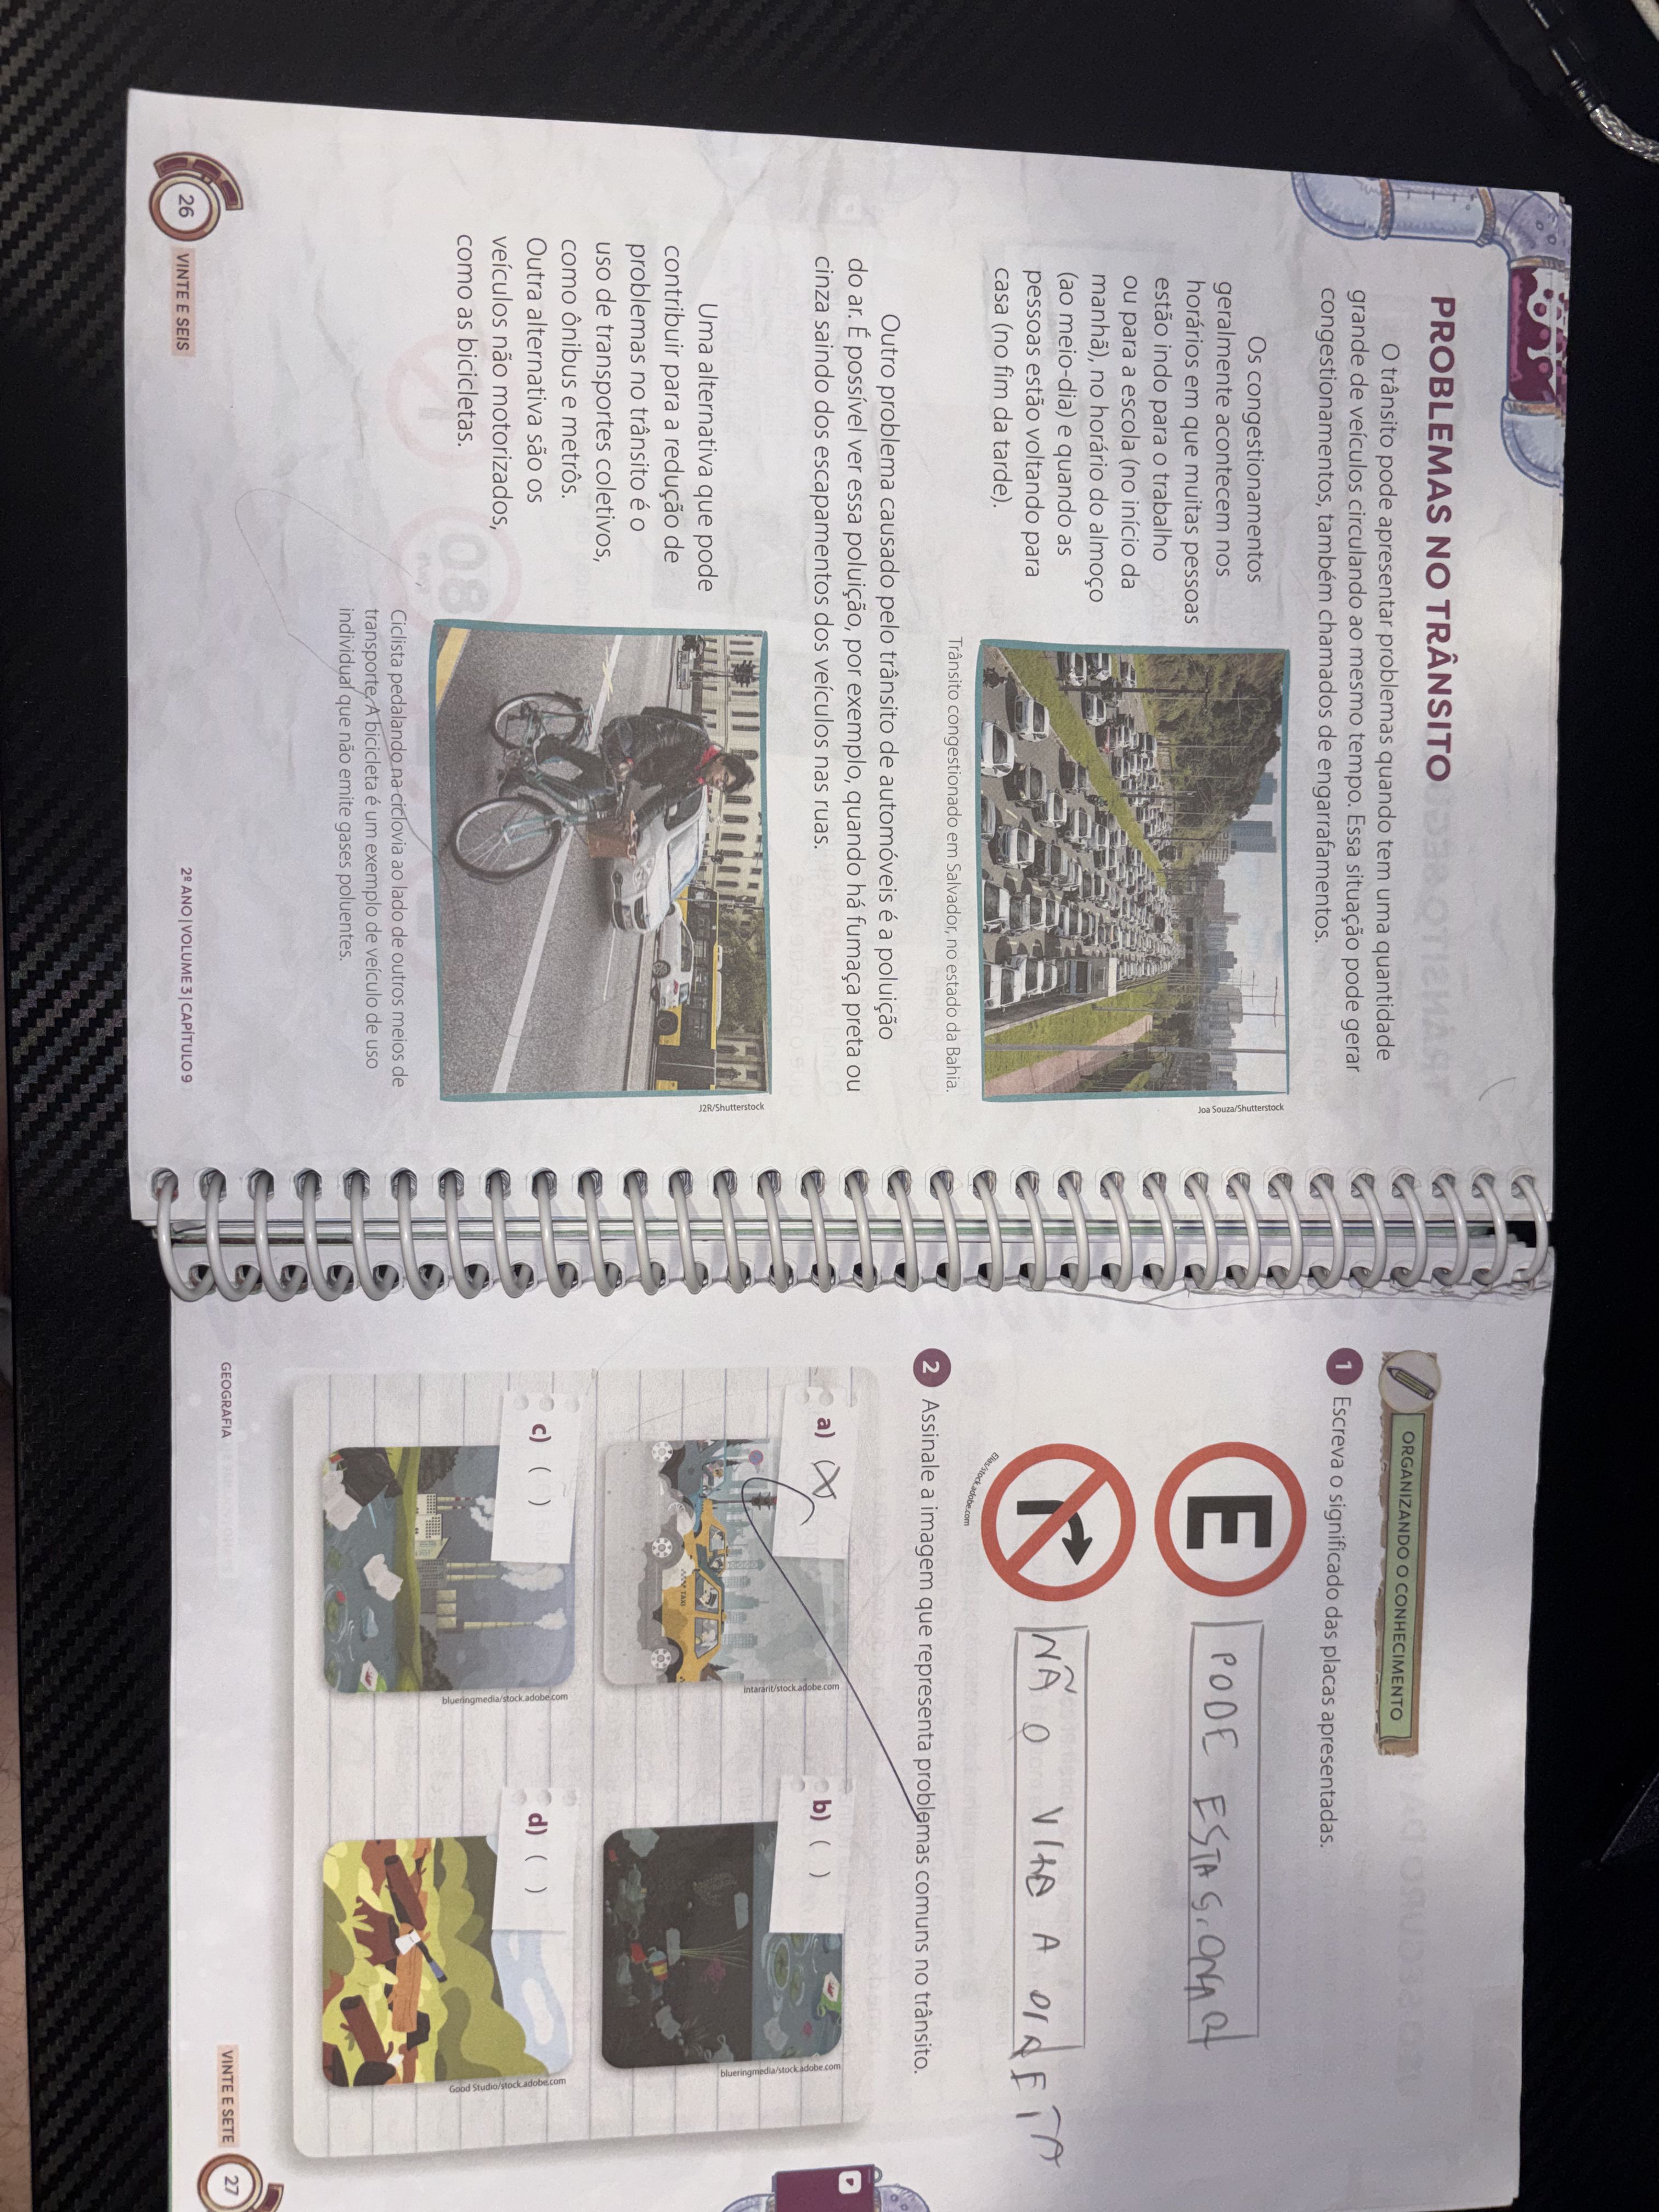 PROBLEMAS NO TRÂNSITO
O trânsito pode apresentar problemas quando tem uma quantidade
grande de veículos circulando ao mesmo tempo. Essa situação pode gerar
congestionamentos, também chamados de engarrafamentos.
Os congestionamentos
geralmente acontecem nos
horários em que muitas pessoas
estão indo para o trabalho
ou para a escola (no início da
manhã), no horário do almoço
(ao meio-dia) e quando as
pessoas estão voltando para
casa (no fim da tarde).
Joa Souza/Shutterstock
Trânsito congestionado em Salvador, no estado da Bahia.
Outro problema causado pelo trânsito de automóveis é a poluição
do ar. É possível ver essa poluição, por exemplo, quando há fumaça preta ou
cinza saindo dos escapamentos dos veículos nas ruas.
Uma alternativa que pode
contribuir para a redução de
problemas no trânsito é o
uso de transportes coletivos,
como ônibus e metrôs.
Outra alternativa são os
veículos não motorizados,
como as bicicletas.
J2R/Shutterstock
Ciclista pedalando na ciclovia ao lado de outros meios de
transporte. A bicicleta é um exemplo de veículo de uso
individual que não emite gases poluentes.
26 VINTE E SEIS
2º ANO | VOLUME 3 | CAPÍTULO 9
ORGANIZANDO O CONHECIMENTO
1 Escreva o significado das placas apresentadas.
E
PODE ESTASIONAR
NÃO VIRE A DIREITA
2 Assinale a imagem que representa problemas comuns no trânsito.
a) (X)
TAXI
intararit/stock.adobe.com
b) ( )
blueringmedia/stock.adobe.com
c) ( )
blueringmedia/stock.adobe.com
d) ( )
Good Studio/stock.adobe.com
GEOGRAFIA
VINTE E SETE 27